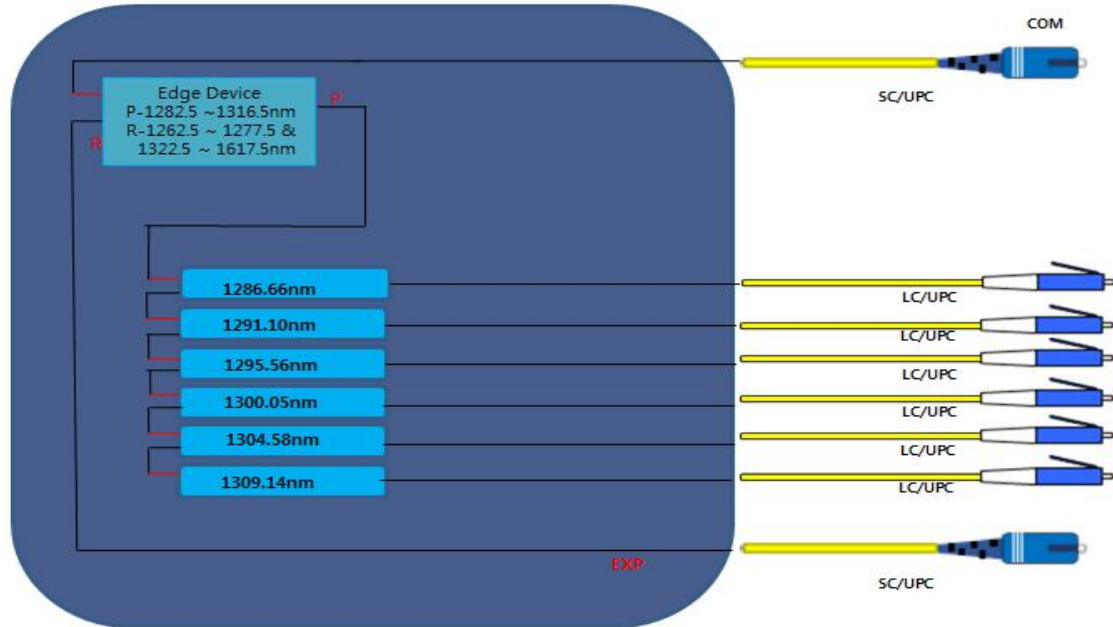 COM
SC/UPC
Edge Device
P-1282.5 ~1316.5nm
R-1262.5 ~ 1277.5 &
1322.5 ~ 1617.5nm
P
R
1286.66nm
LC/UPC
1291.10nm
LC/UPC
1295.56nm
LC/UPC
1300.05nm
LC/UPC
1304.58nm
LC/UPC
1309.14nm
LC/UPC
EXP
SC/UPC